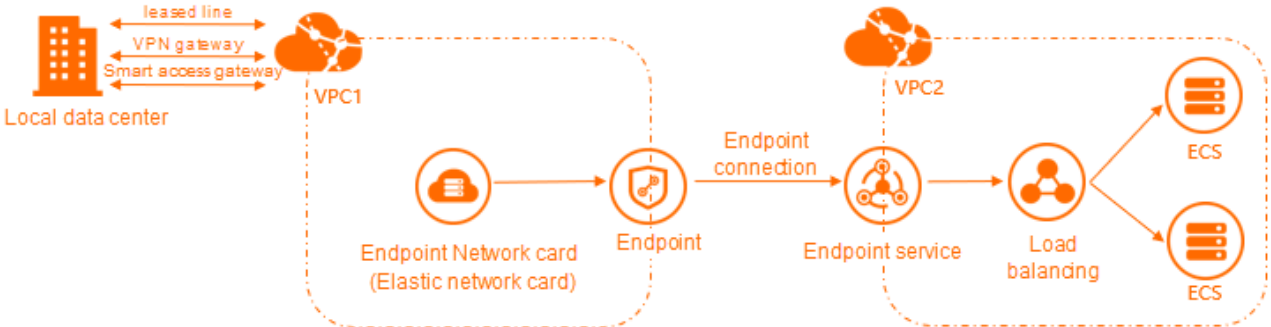 leased line
VPN gateway
Smart access gateway
Local data center
VPC1
Endpoint Network card
(Elastic network card)
Endpoint
Endpoint
connection
VPC2
Endpoint service
Load
balancing
ECS
ECS